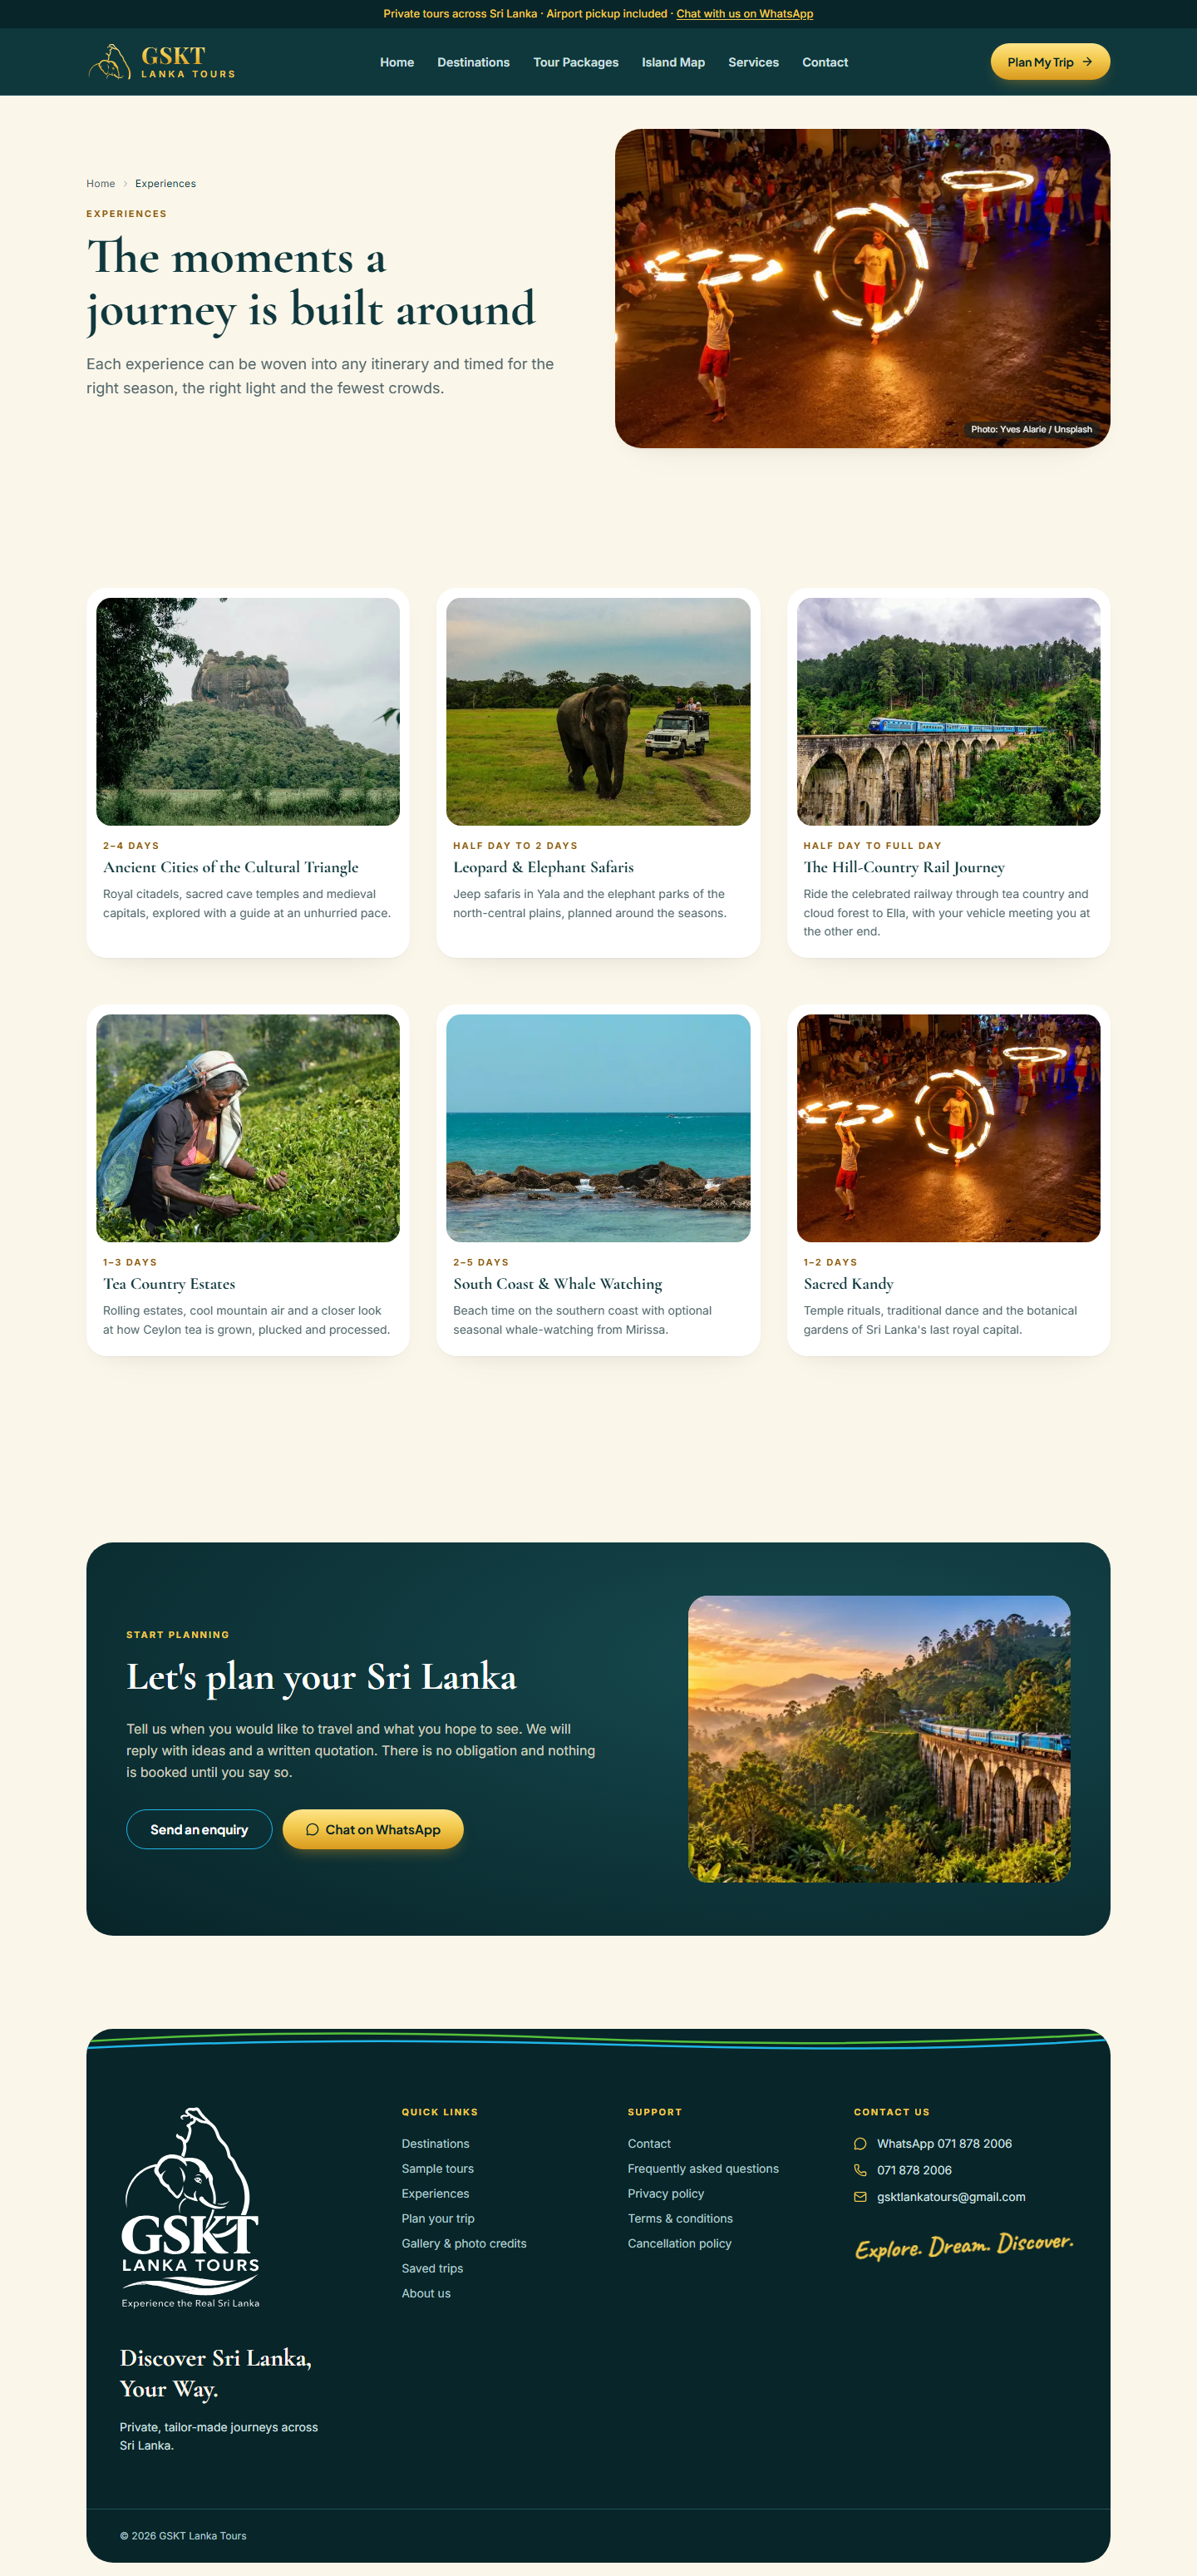 Private tours across Sri Lanka · Airport pickup included · Chat with us on WhatsApp
GSKT
LANKA TOURS
Home
Destinations
Tour Packages
Island Map
Services
Contact
Plan My Trip
Home
Experiences
EXPERIENCES
The moments a
journey is built around
Each experience can be woven into any itinerary and timed for the
right season, the right light and the fewest crowds.
Photo: Yves Alarie / Unsplash
2–4 DAYS
Ancient Cities of the Cultural Triangle
Royal citadels, sacred cave temples and medieval
capitals, explored with a guide at an unhurried pace.
HALF DAY TO 2 DAYS
Leopard & Elephant Safaris
Jeep safaris in Yala and the elephant parks of the
north-central plains, planned around the seasons.
HALF DAY TO FULL DAY
The Hill-Country Rail Journey
Ride the celebrated railway through tea country and
cloud forest to Ella, with your vehicle meeting you at
the other end.
1–3 DAYS
Tea Country Estates
Rolling estates, cool mountain air and a closer look
at how Ceylon tea is grown, plucked and processed.
2–5 DAYS
South Coast & Whale Watching
Beach time on the southern coast with optional
seasonal whale-watching from Mirissa.
1–2 DAYS
Sacred Kandy
Temple rituals, traditional dance and the botanical
gardens of Sri Lanka's last royal capital.
START PLANNING
Let's plan your Sri Lanka
Tell us when you would like to travel and what you hope to see. We will
reply with ideas and a written quotation. There is no obligation and nothing
is booked until you say so.
Send an enquiry
Chat on WhatsApp
GSKT
LANKA TOURS
Experience the Real Sri Lanka
Discover Sri Lanka,
Your Way.
Private, tailor-made journeys across
Sri Lanka.
QUICK LINKS
Destinations
Sample tours
Experiences
Plan your trip
Gallery & photo credits
Saved trips
About us
SUPPORT
Contact
Frequently asked questions
Privacy policy
Terms & conditions
Cancellation policy
CONTACT US
WhatsApp 071 878 2006
071 878 2006
gsktlankatours@gmail.com
Explore. Dream. Discover.
© 2026 GSKT Lanka Tours